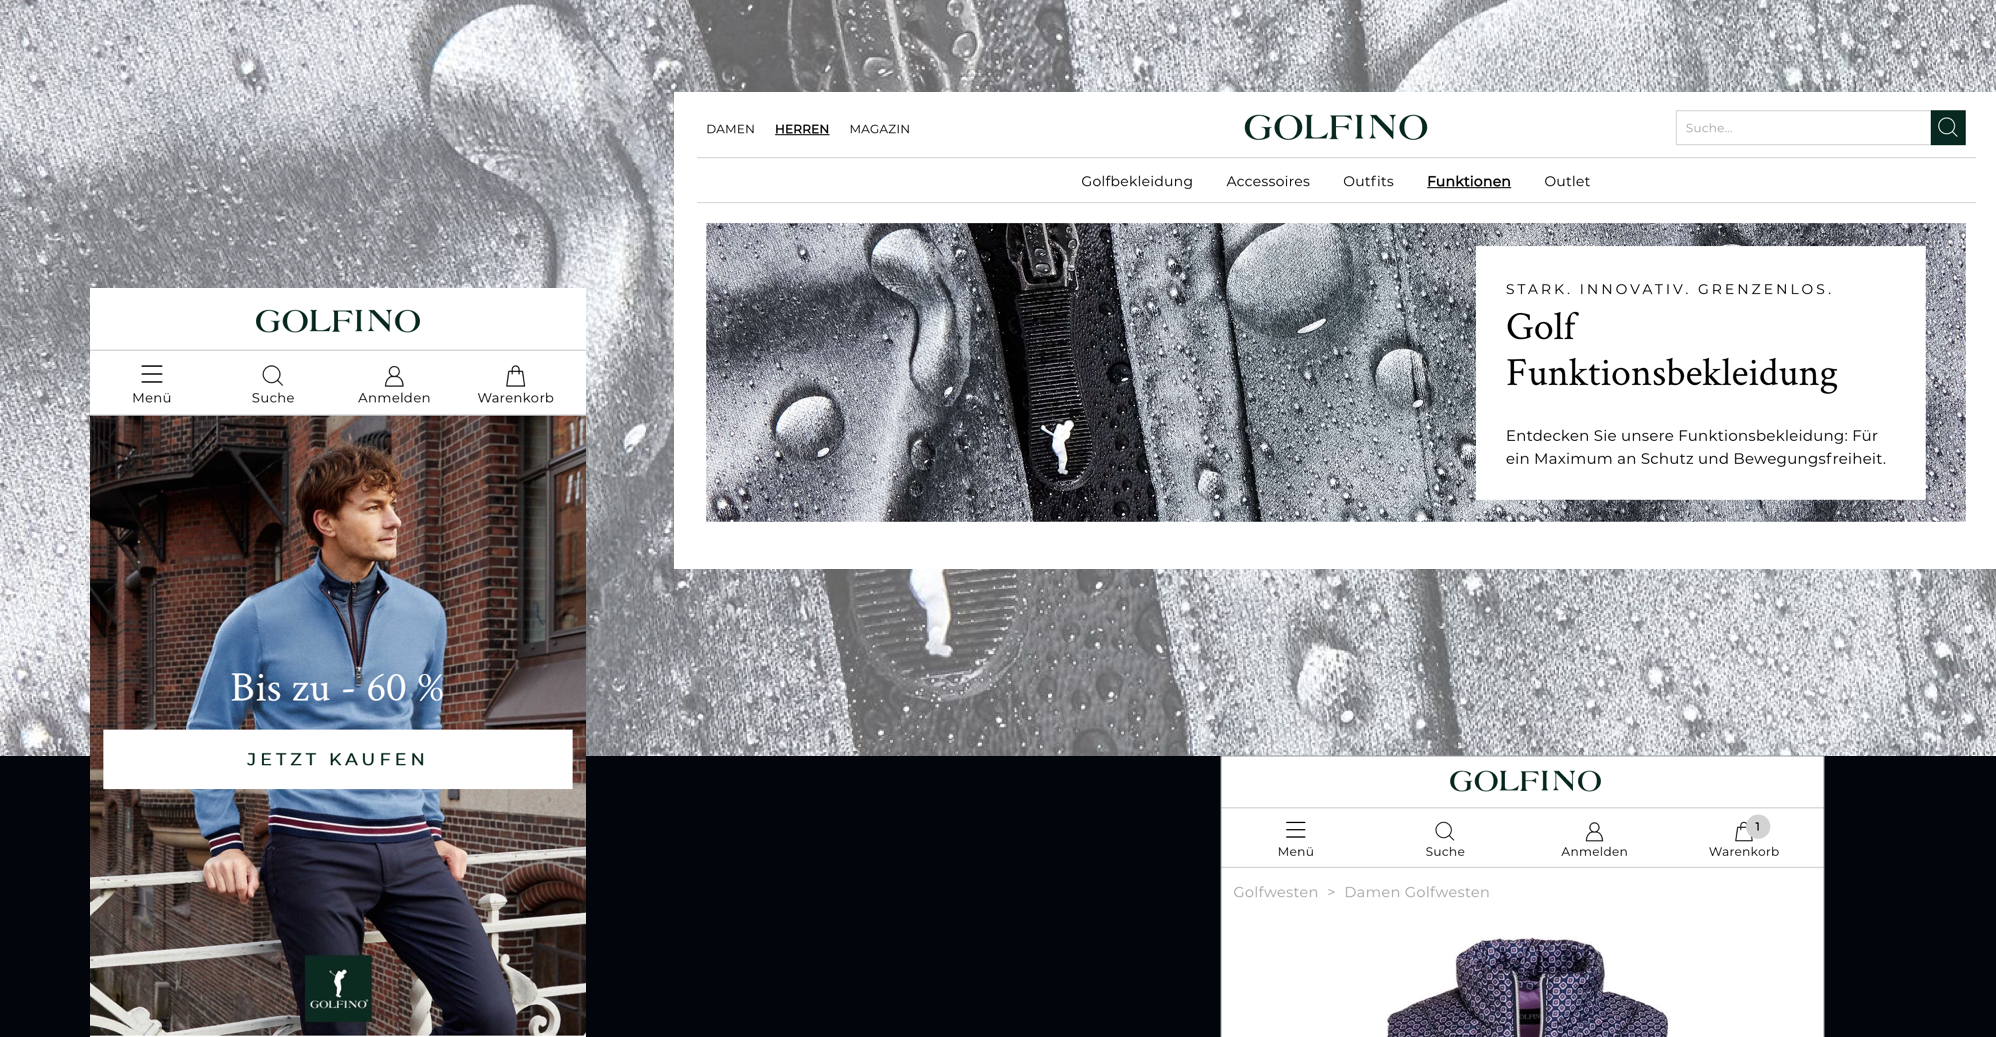 DAMEN HERREN MAGAZIN
GOLFINO
Suche...
Golfbekleidung Accessoires Outfits Funktionen Outlet
STARK. INNOVATIV. GRENZENLOS.
Golf
Funktionsbekleidung
Entdecken Sie unsere Funktionsbekleidung: Für
ein Maximum an Schutz und Bewegungsfreiheit.
GOLFINO
Menü Suche Anmelden Warenkorb
Bis zu - 60 %
JETZT KAUFEN
GOLFINO
GOLFINO
1
Menü Suche Anmelden Warenkorb
Golfwesten > Damen Golfwesten
GOLFINO